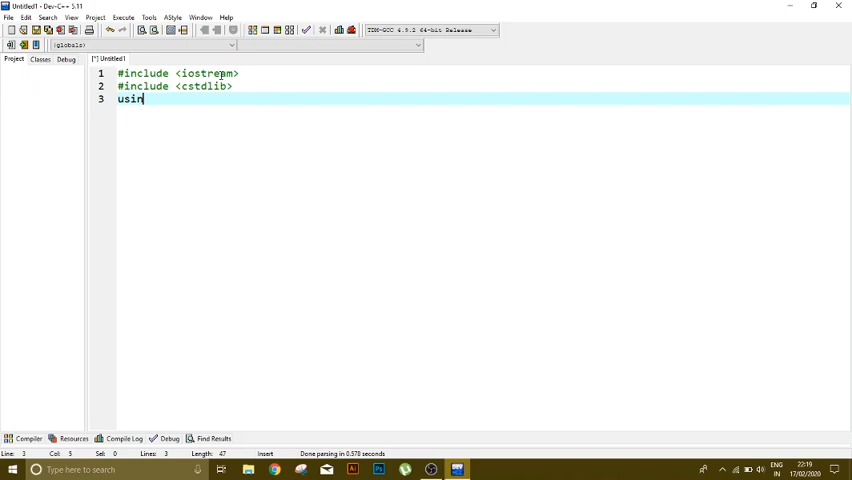 Untitled1 - Dev-C++ 5.11
File Edit Search View Project Execute Tools AStyle Window Help
TDM-GCC 4.9.2 64-bit Release
(globals)
Project Classes Debug [*] Untitled1
1 #include <iostream>
2 #include <cstdlib>
3 usin
Compiler Resources Compile Log Debug Find Results
Line: 3 Col: 5 Sel: 0 Lines: 3 Length: 47 Insert Done parsing in 0.578 seconds
Type here to search Ai Ps ENG IN 22:19 17/02/2020